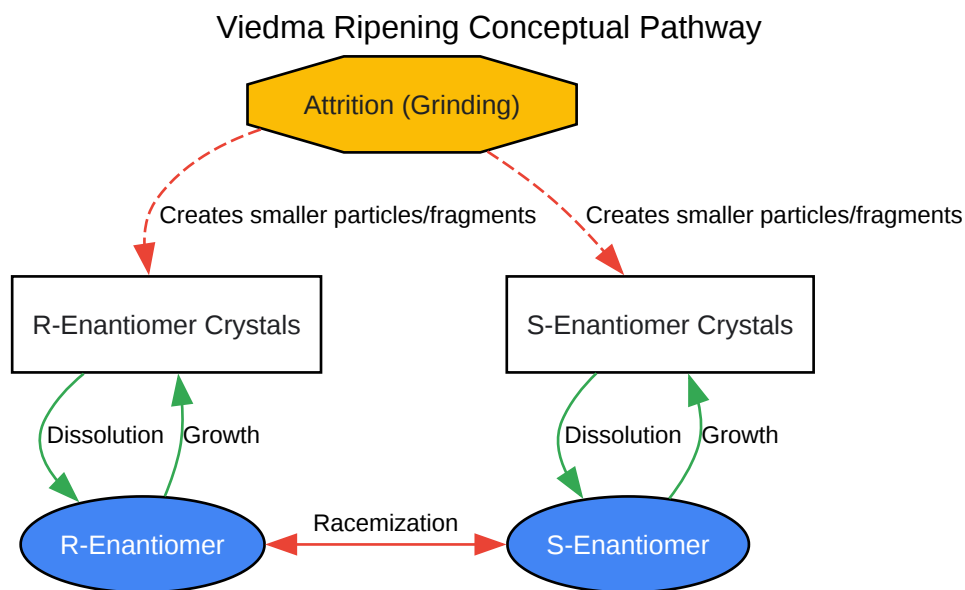 Viedma Ripening Conceptual Pathway
Attrition (Grinding)
Creates smaller particles/fragments
Creates smaller particles/fragments
R-Enantiomer Crystals
S-Enantiomer Crystals
Dissolution
Growth
Dissolution
Growth
Racemization
R-Enantiomer
S-Enantiomer